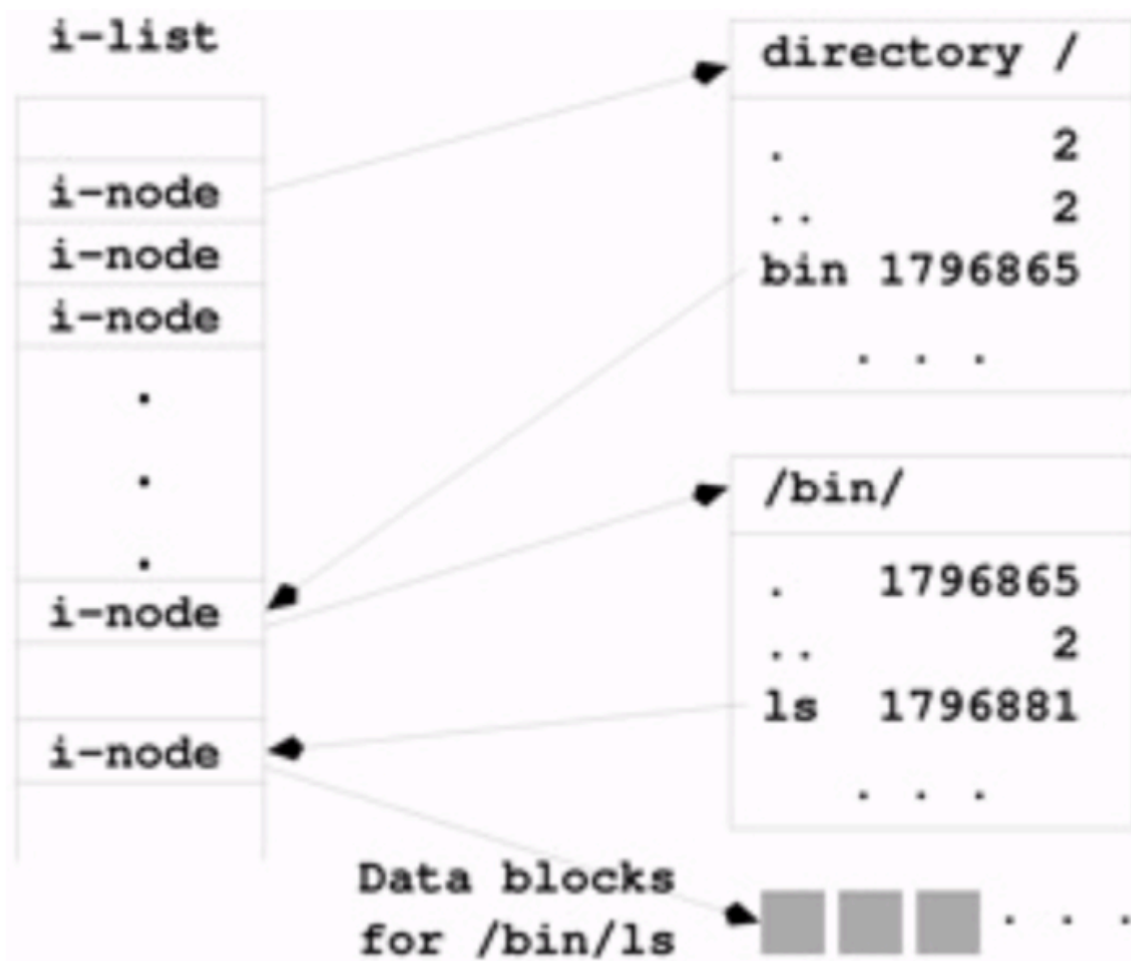 i-list
i-node
i-node
i-node
.
.
.
i-node
i-node
directory /
. 2
.. 2
bin 1796865
. . .
/bin/
. 1796865
.. 2
ls 1796881
. . .
Data blocks
for /bin/ls
. . .